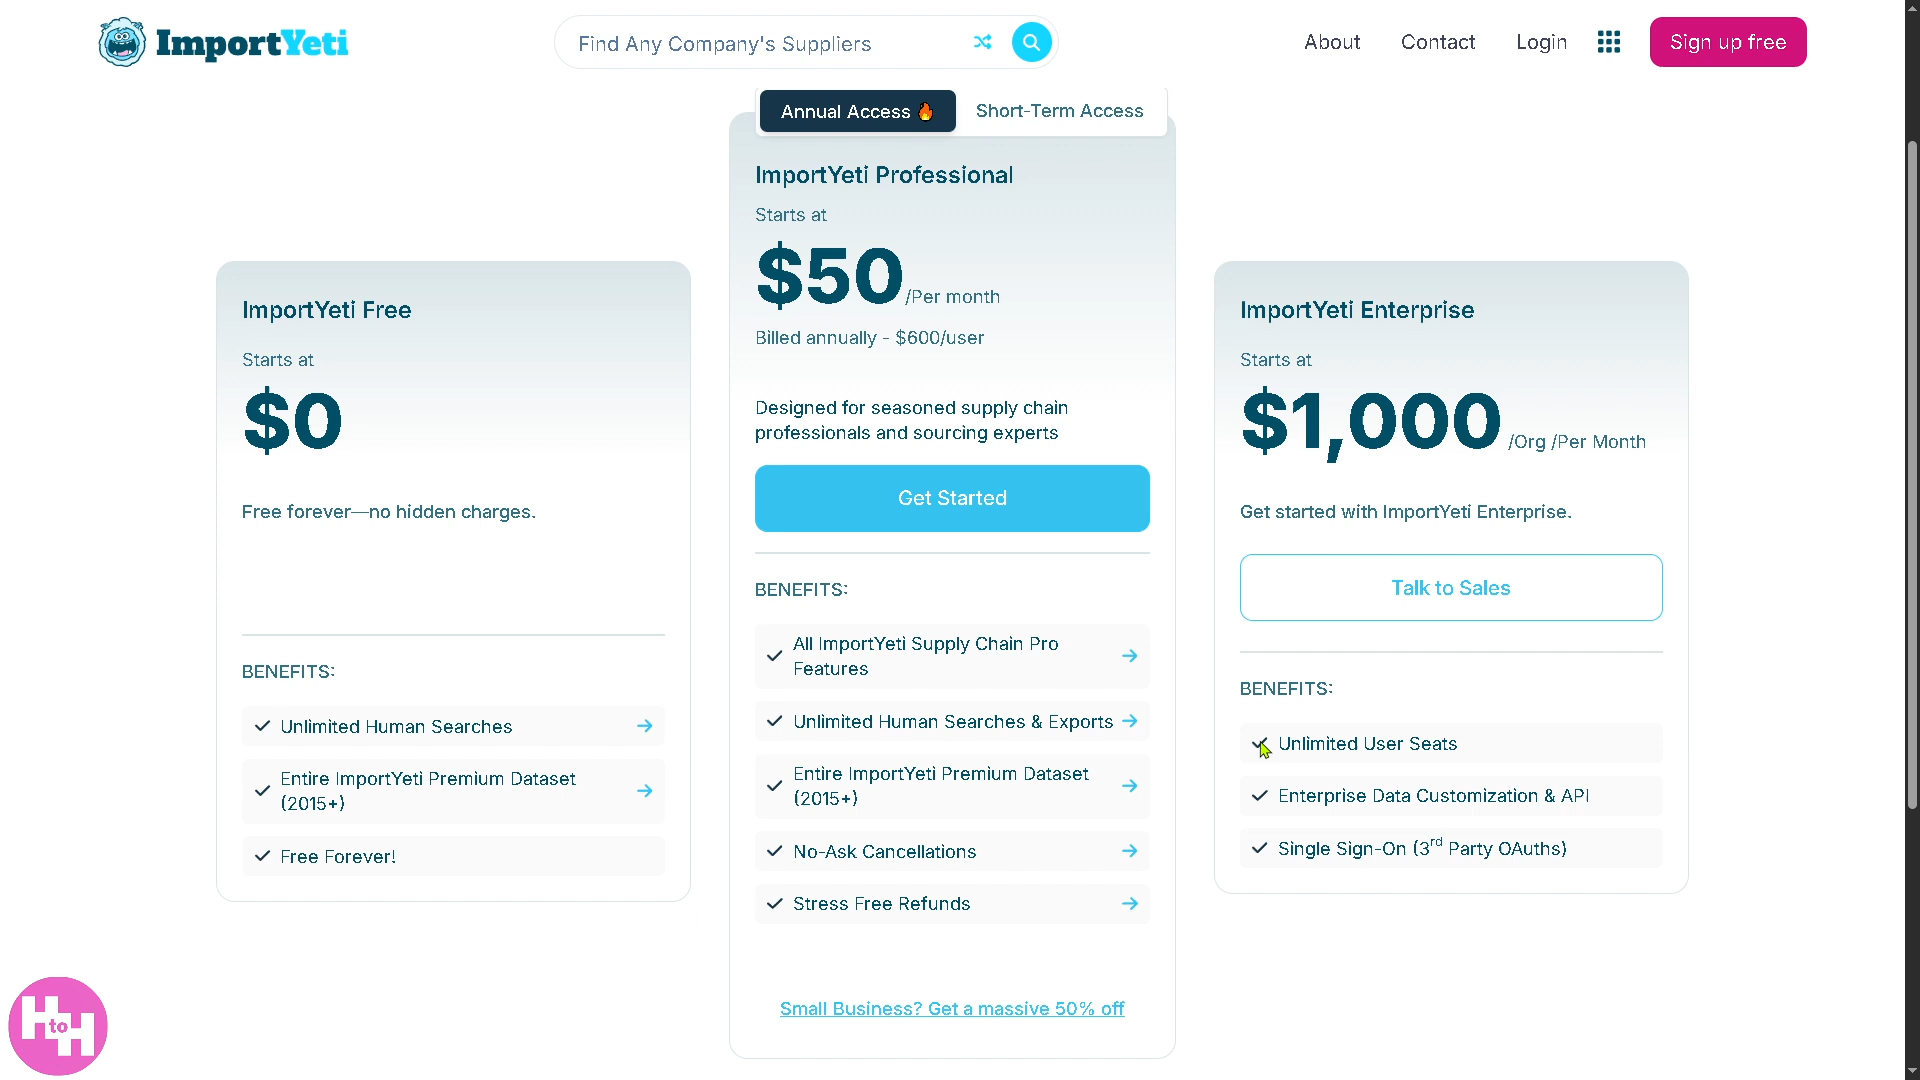 ImportYeti
Find Any Company's Suppliers
About
Contact
Login
Sign up free
Annual Access
Short-Term Access
ImportYeti Free
Starts at
$0
Free forever—no hidden charges.
BENEFITS:
Unlimited Human Searches
Entire ImportYeti Premium Dataset
(2015+)
Free Forever!
ImportYeti Professional
Starts at
$50 /Per month
Billed annually - $600/user
Designed for seasoned supply chain
professionals and sourcing experts
Get Started
BENEFITS:
All ImportYeti Supply Chain Pro
Features
Unlimited Human Searches & Exports
Entire ImportYeti Premium Dataset
(2015+)
No-Ask Cancellations
Stress Free Refunds
Small Business? Get a massive 50% off
ImportYeti Enterprise
Starts at
$1,000 /Org /Per Month
Get started with ImportYeti Enterprise.
Talk to Sales
BENEFITS:
Unlimited User Seats
Enterprise Data Customization & API
Single Sign-On (3rd Party OAuths)
H to H